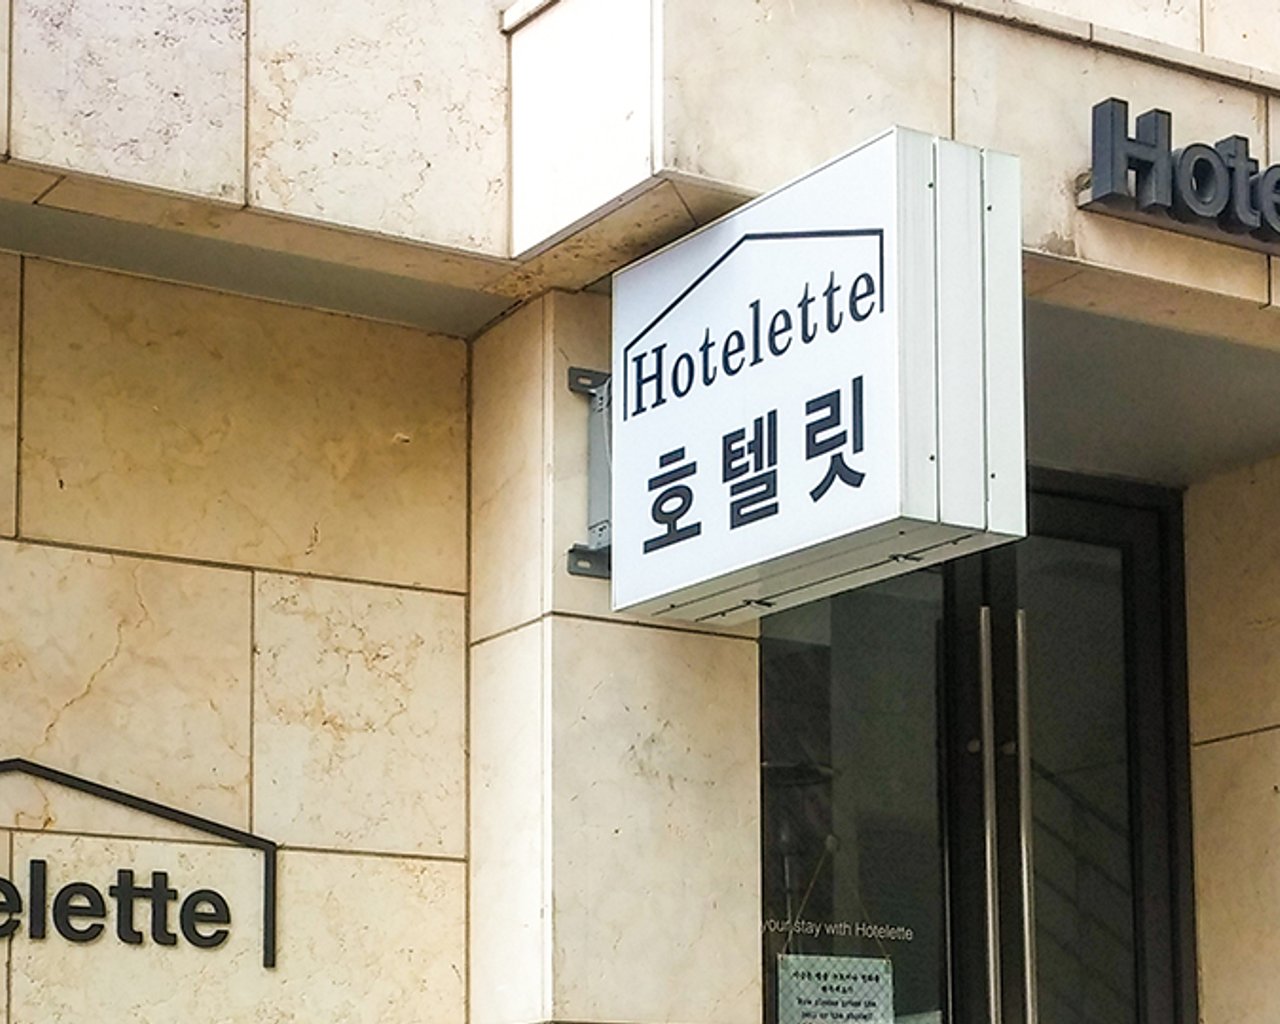 Hote
Hotelette
호텔릿
elette
your stay with Hotelette